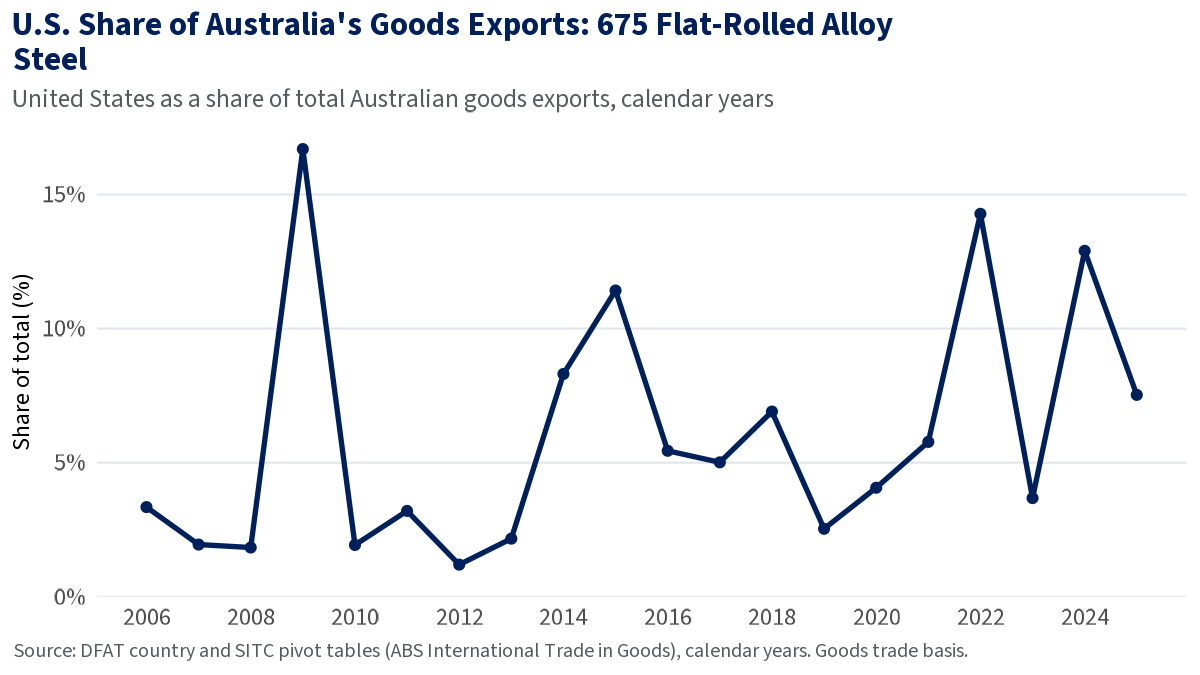 U.S. Share of Australia's Goods Exports: 675 Flat-Rolled Alloy
Steel
United States as a share of total Australian goods exports, calendar years
Share of total (%)
15%
10%
5%
0%
2006 2008 2010 2012 2014 2016 2018 2020 2022 2024
Source: DFAT country and SITC pivot tables (ABS International Trade in Goods), calendar years. Goods trade basis.